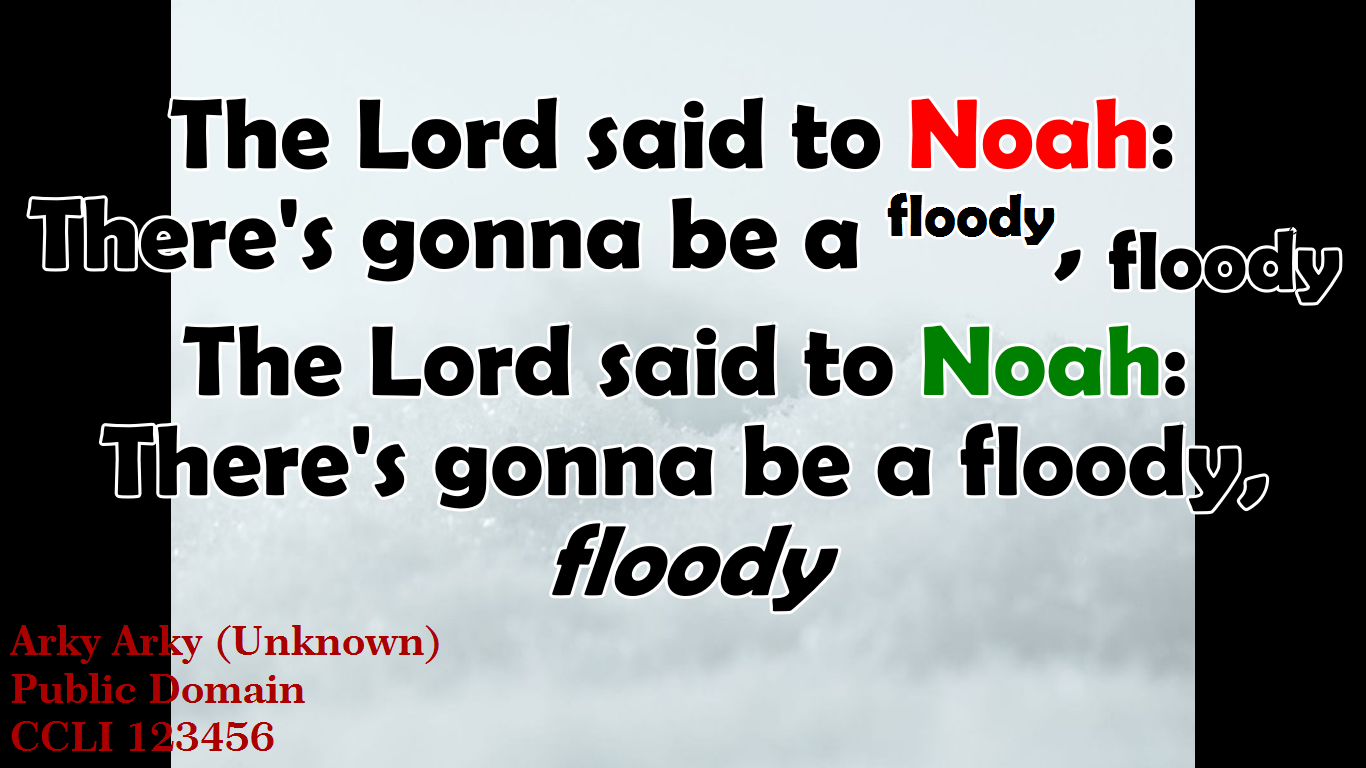 The Lord said to Noah:
There's gonna be a floody, floody
The Lord said to Noah:
There's gonna be a floody,
floody
Arky Arky (Unknown)
Public Domain
CCLI 123456